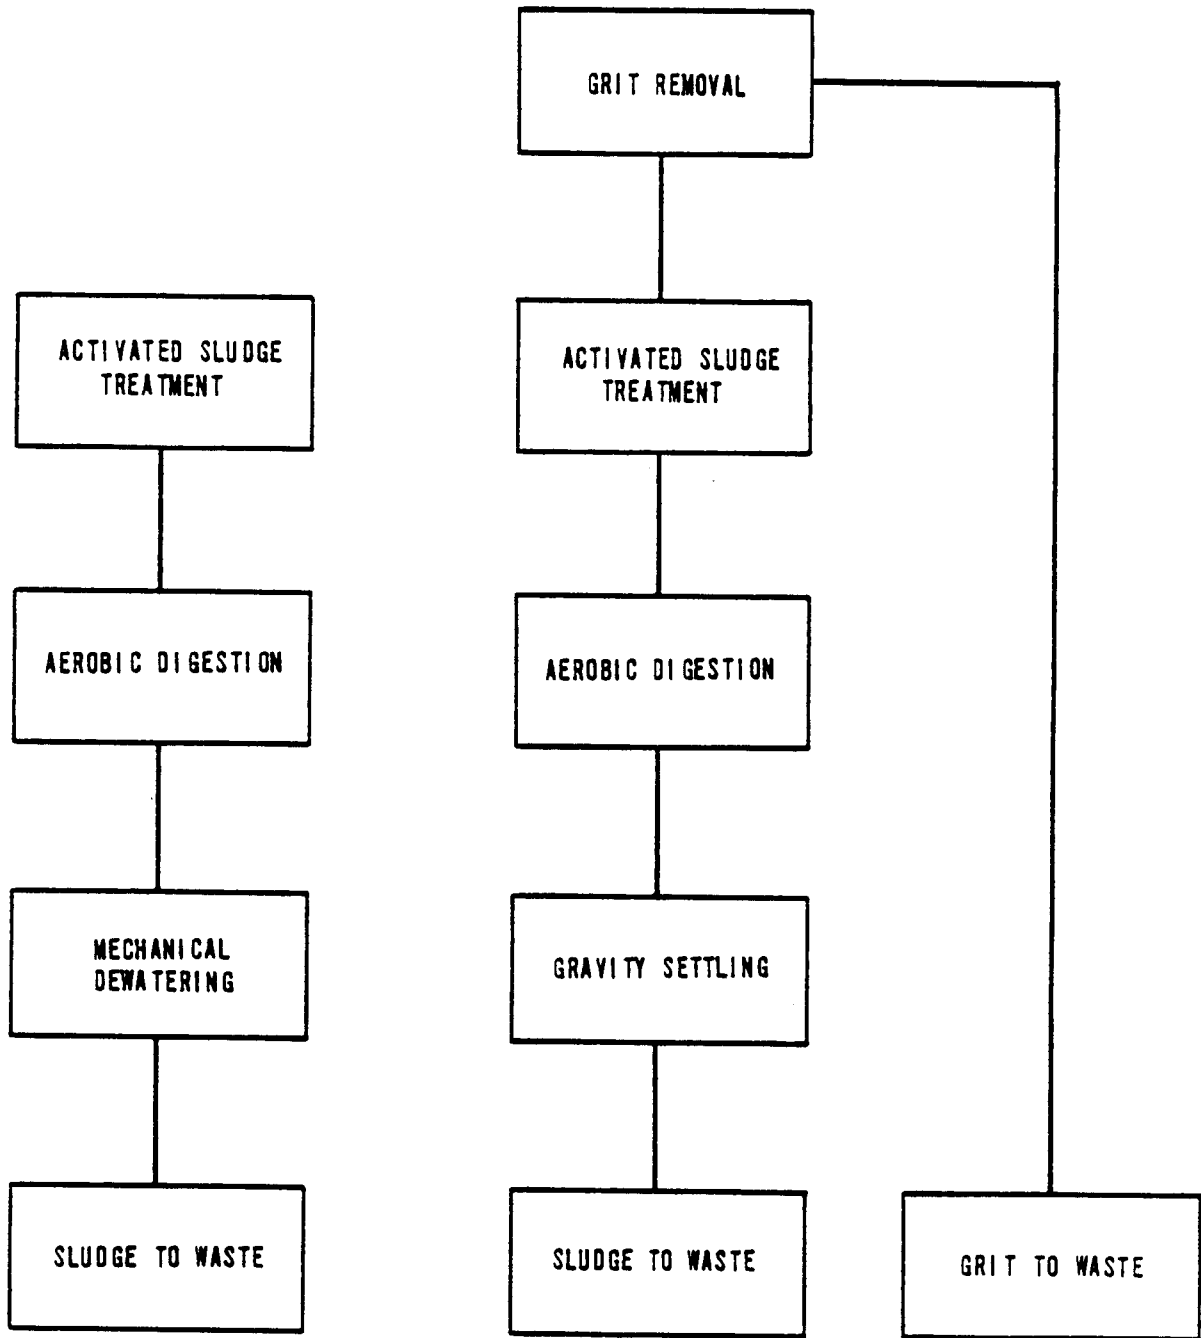 GRIT REMOVAL
ACTIVATED SLUDGE
TREATMENT
ACTIVATED SLUDGE
TREATMENT
AEROBIC DIGESTION
AEROBIC DIGESTION
MECHANICAL
DEWATERING
GRAVITY SETTLING
SLUDGE TO WASTE
SLUDGE TO WASTE
GRIT TO WASTE